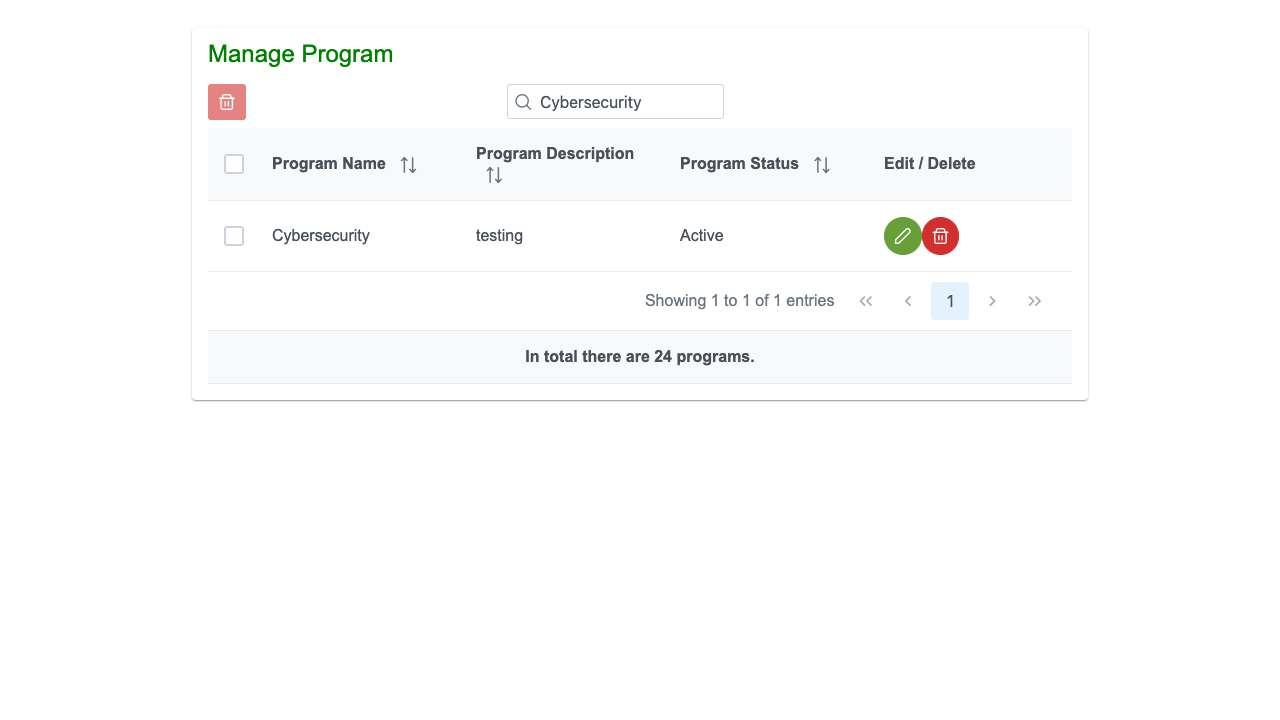 Manage Program
Cybersecurity
Program Name
Program Description
Program Status
Edit / Delete
Cybersecurity
testing
Active
Showing 1 to 1 of 1 entries
1
In total there are 24 programs.